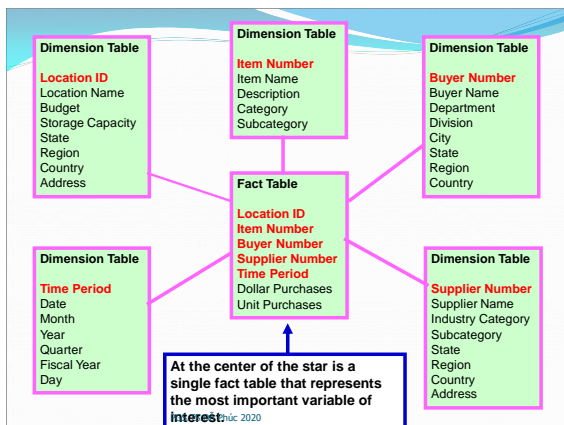 Dimension Table
Location ID
Location Name
Budget
Storage Capacity
State
Region
Country
Address
Dimension Table
Item Number
Item Name
Description
Category
Subcategory
Dimension Table
Buyer Number
Buyer Name
Department
Division
City
State
Region
Country
Fact Table
Location ID
Item Number
Buyer Number
Supplier Number
Time Period
Dollar Purchases
Unit Purchases
Dimension Table
Time Period
Date
Month
Year
Quarter
Fiscal Year
Day
Dimension Table
Supplier Number
Supplier Name
Industry Category
Subcategory
State
Region
Country
Address
At the center of the star is a
single fact table that represents
the most important variable of
interest.
Phúc 2020